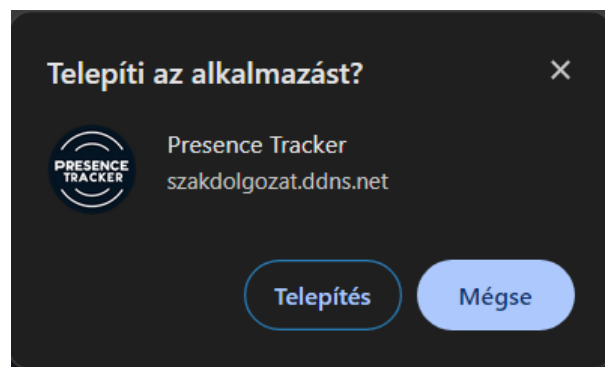 Telepíti az alkalmazást?
PRESENCE
TRACKER
Presence Tracker
szakdolgozat.ddns.net
Telepítés
Mégse